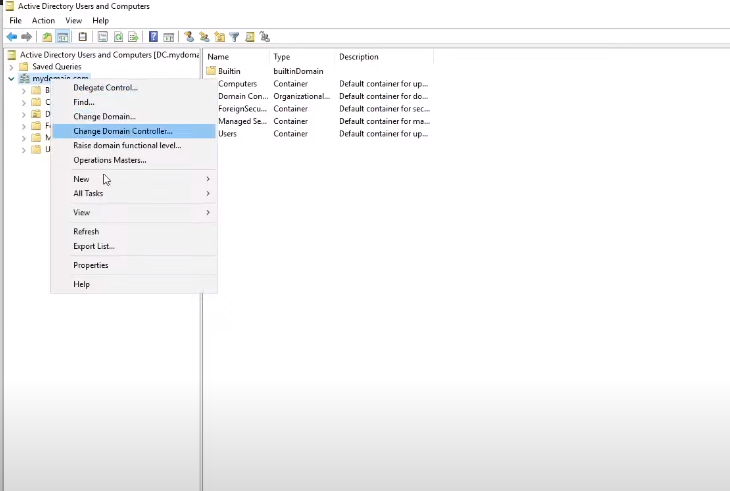 Active Directory Users and Computers
File Action View Help
Active Directory Users and Computers [DC.mydoma
Saved Queries
mydomain.com
B
C
D
F
M
U
Delegate Control...
Find...
Change Domain...
Change Domain Controller...
Raise domain functional level...
Operations Masters...
New
All Tasks
View
Refresh
Export List...
Properties
Help
Name Type Description
Builtin builtinDomain
Computers Container Default container for up...
Domain Con... Organizational... Default container for do...
ForeignSecu... Container Default container for sec...
Managed Se... Container Default container for ma...
Users Container Default container for up...